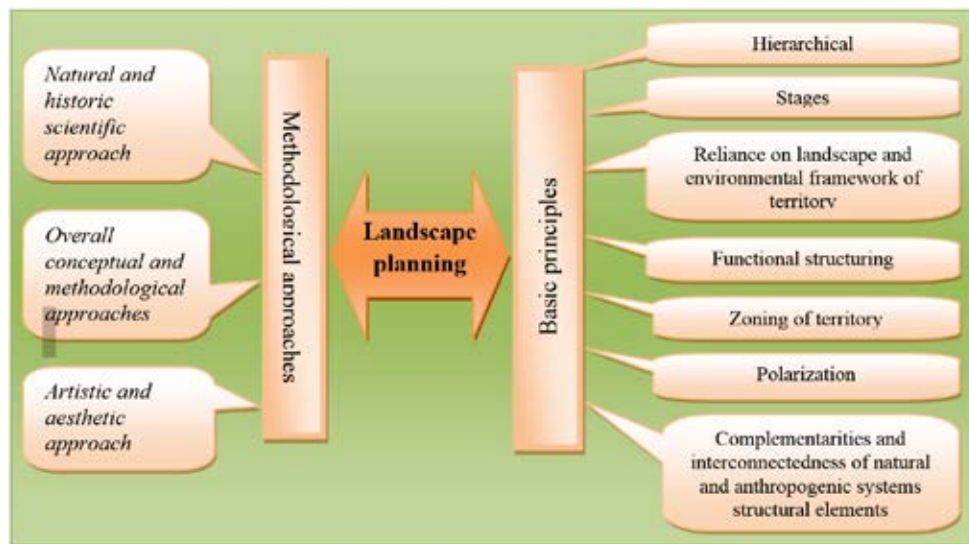 Natural and
historic
scientific
approach
Overall
conceptual and
methodological
approaches
Artistic and
aesthetic
approach
Methodological approaches
Landscape
planning
Basic principles
Hierarchical
Stages
Reliance on landscape and
environmental framework of
territory
Functional structuring
Zoning of territory
Polarization
Complementarities and
interconnectedness of natural
and anthropogenic systems
structural elements